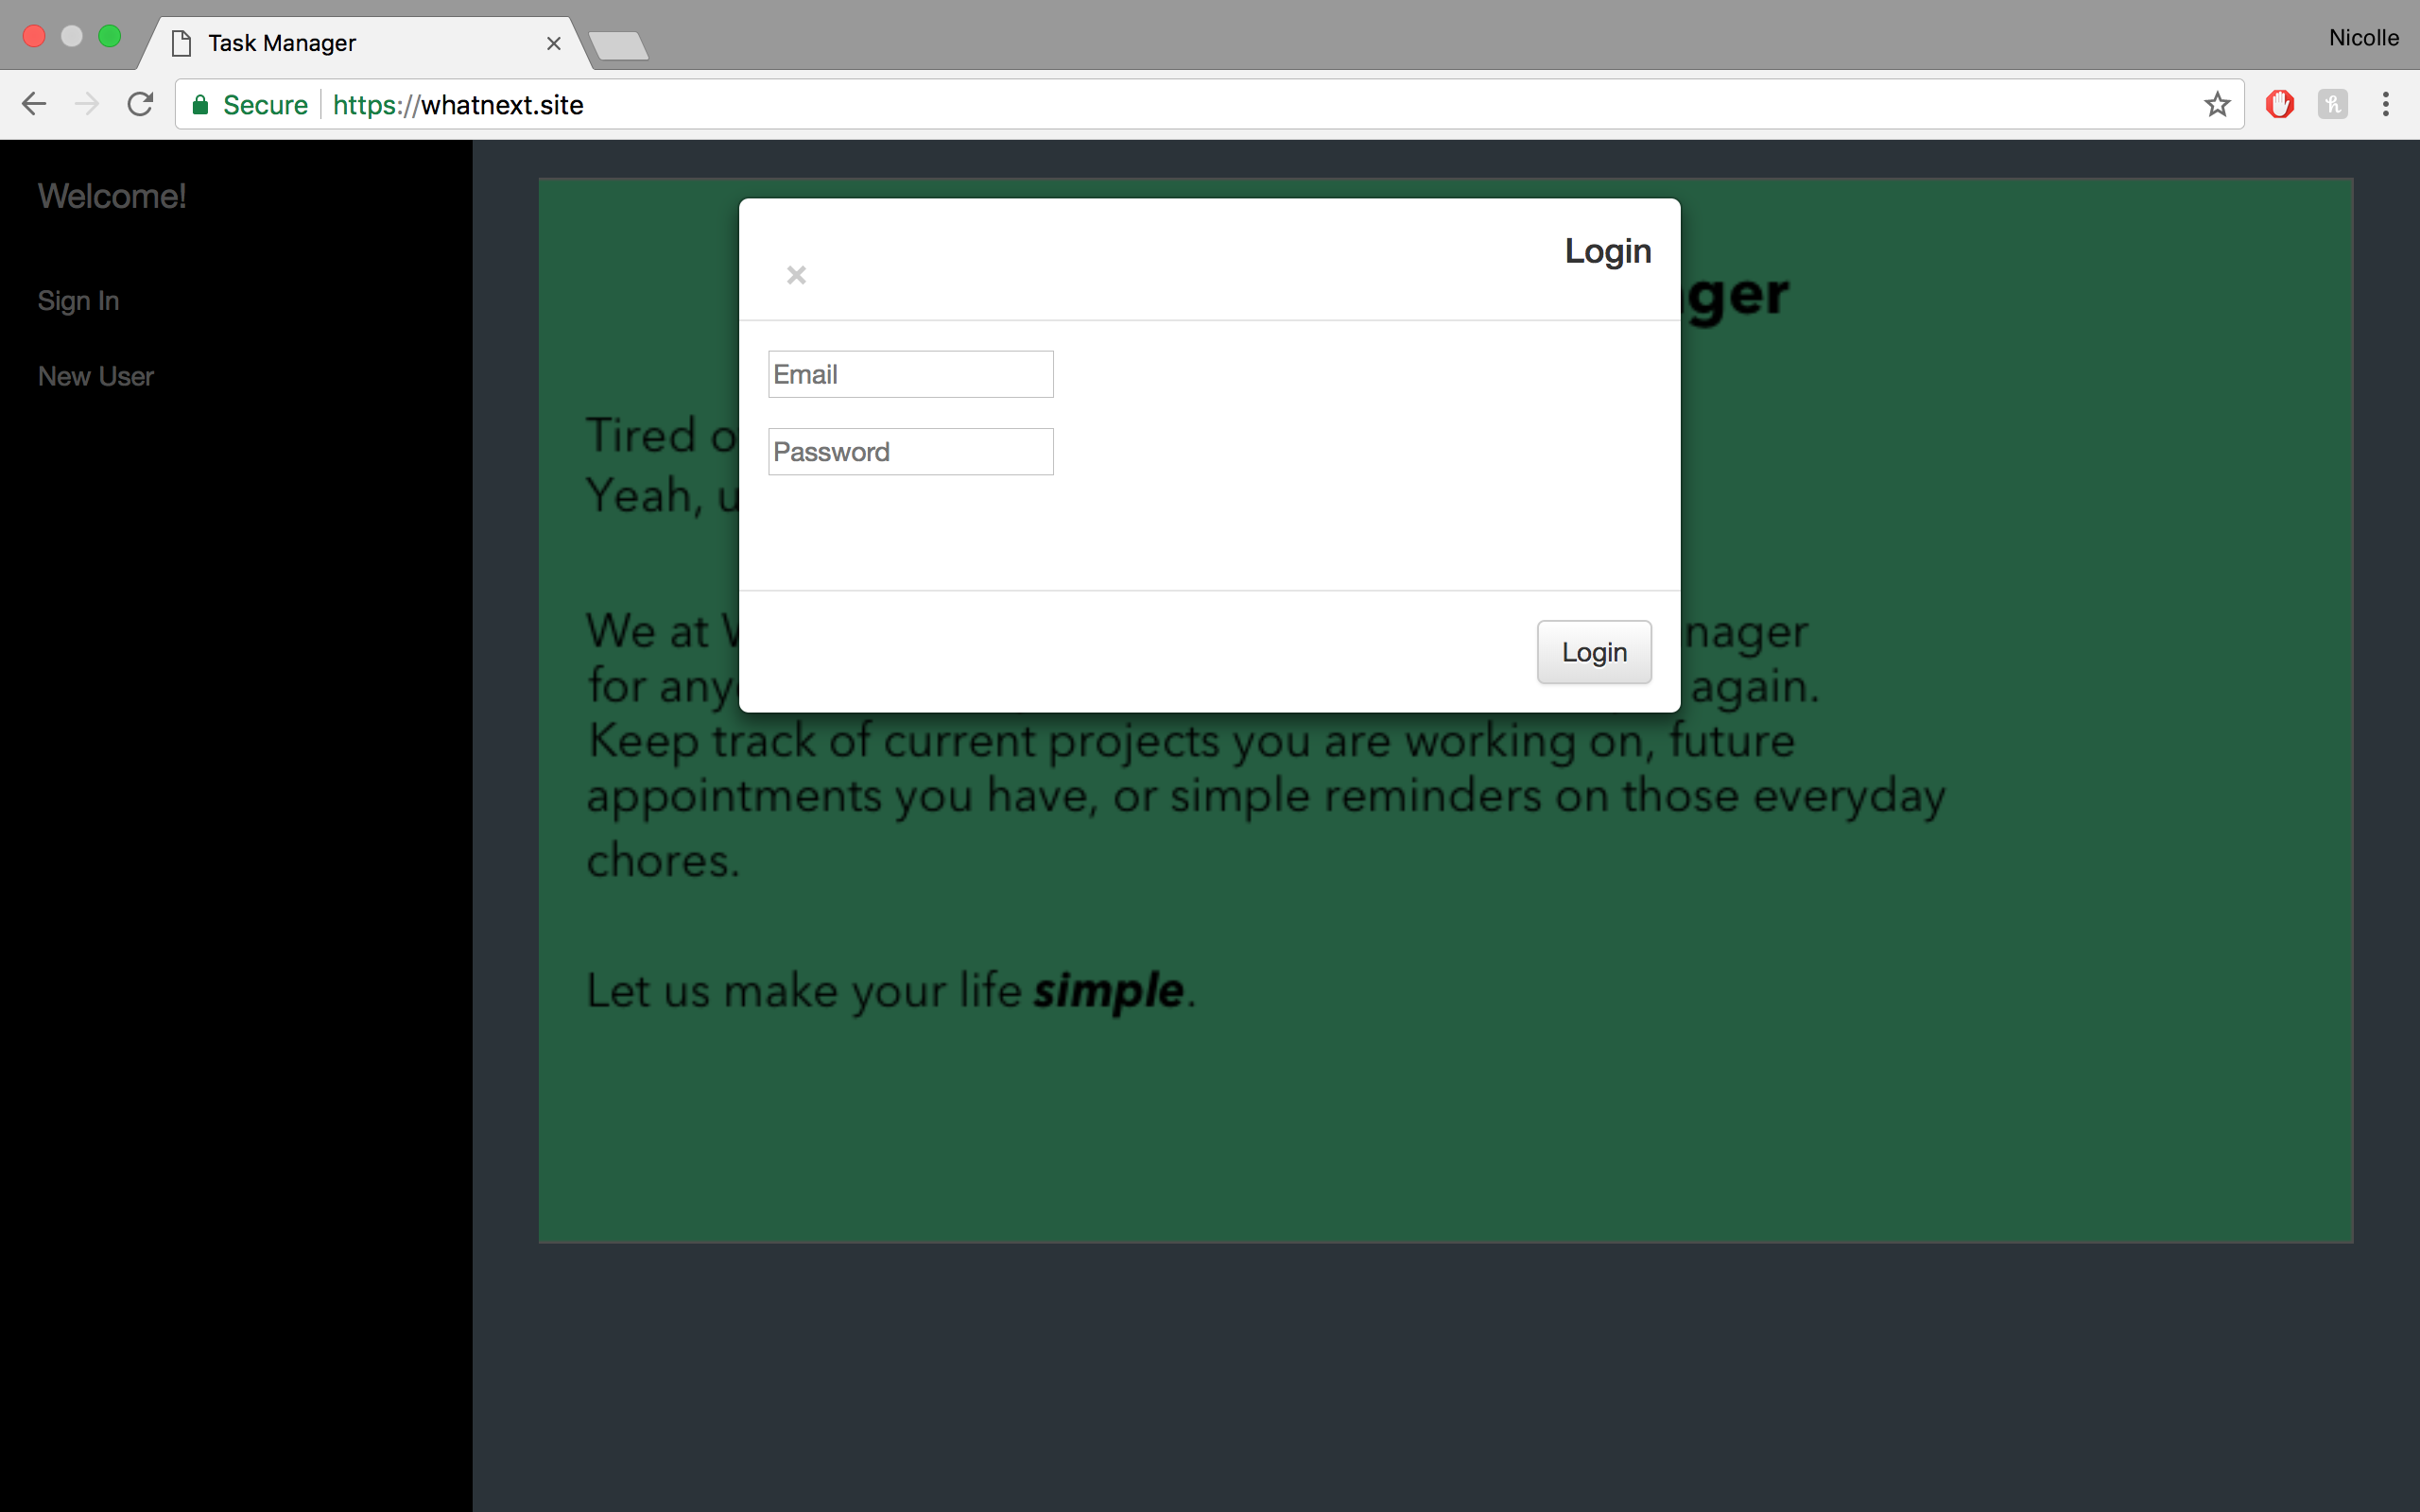 Task Manager
Nicolle
Secure https://whatnext.site
Welcome!
Sign In
New User
Login
Email
Password
Login
Tired
Yeah,
We at
nager
for
again.
Keep track of current projects you are working on, future
appointments you have, or simple reminders on those everyday
chores.
Let us make your life simple.